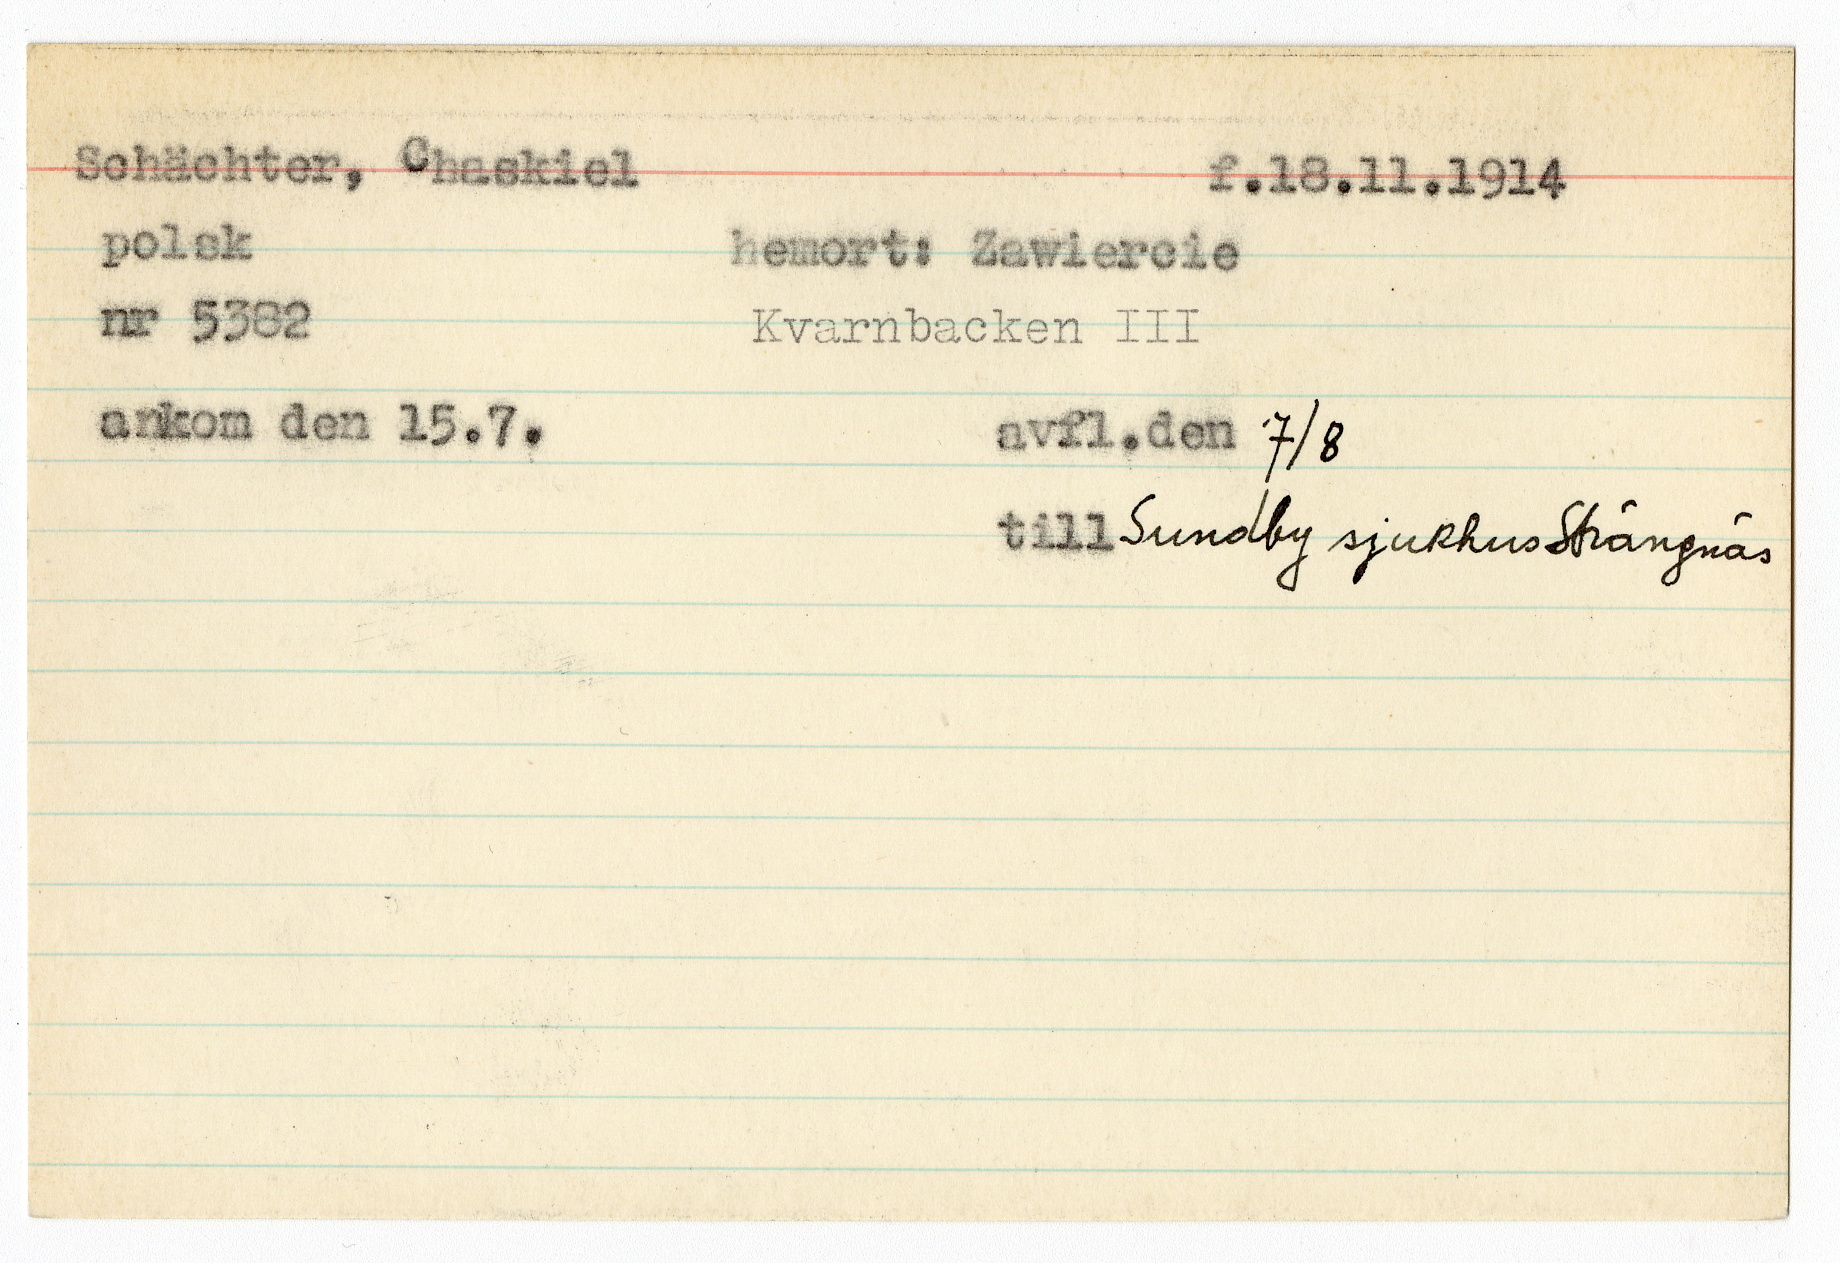 Schächter, Chaskiel f.18.11.1914
polsk hemort: Zawiercie
nr 5382 Kvarnbacken III
ankom den 15.7. avfl.den 7/8
till Sundby sjukhus Strängnäs